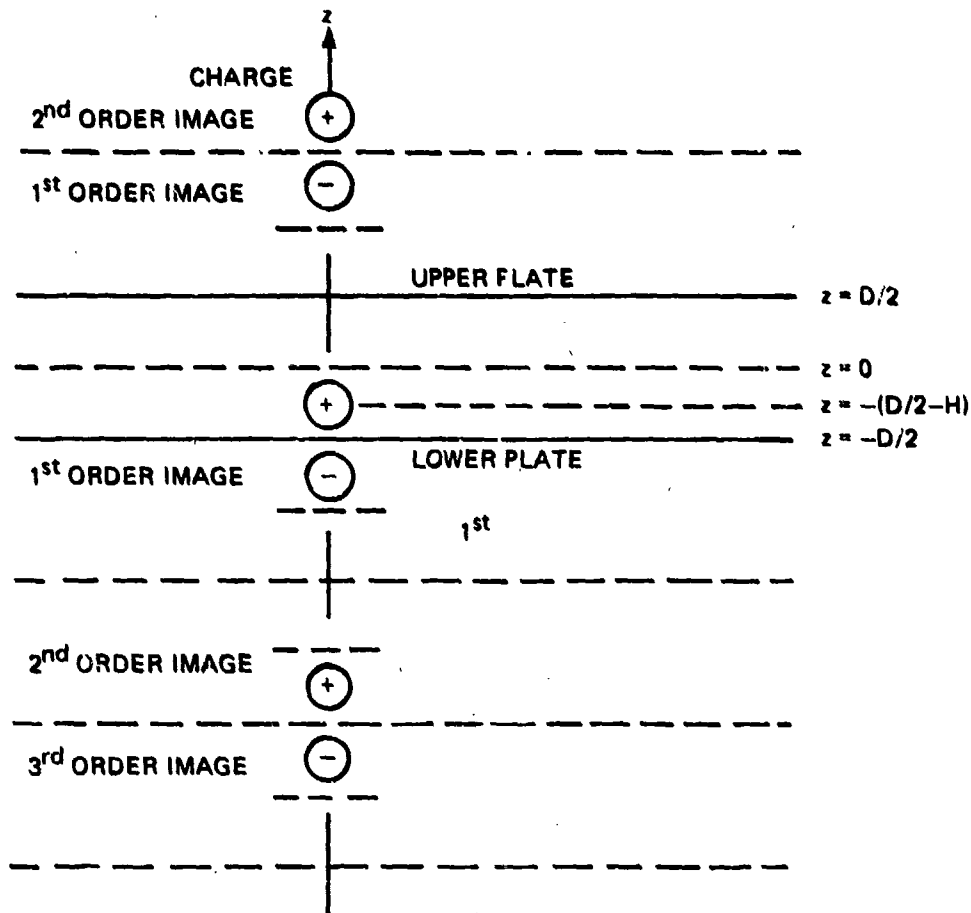 z
CHARGE
2nd ORDER IMAGE
+
1st ORDER IMAGE
−
UPPER PLATE
z = D/2
z = 0
+
z = −(D/2−H)
z = −D/2
LOWER PLATE
1st ORDER IMAGE
−
1st
2nd ORDER IMAGE
+
3rd ORDER IMAGE
−